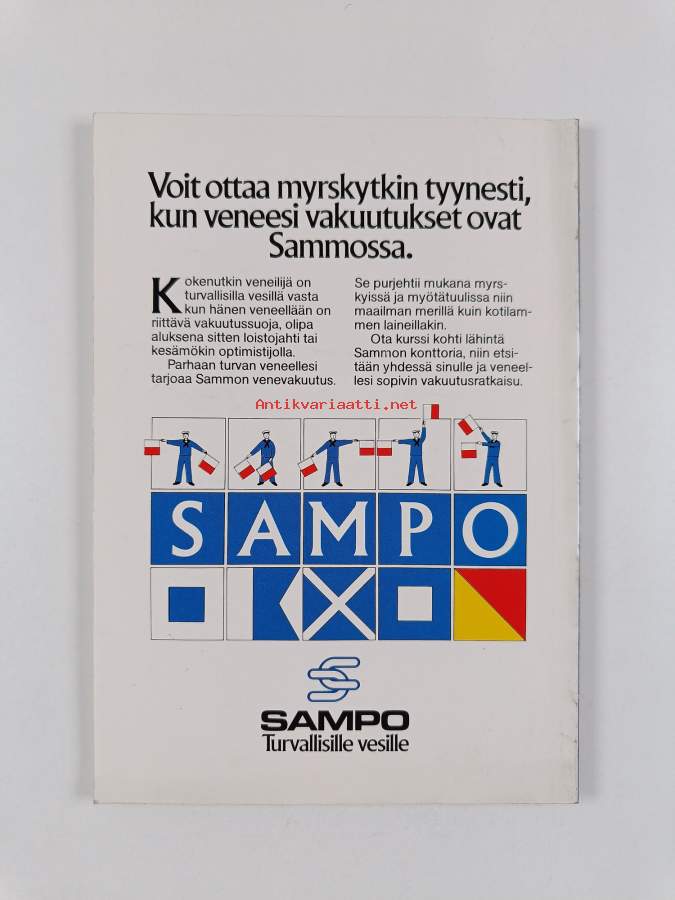 Voit ottaa myrskytkin tyynesti,
kun veneesi vakuutukset ovat
Sammossa.
Kokenutkin veneilijä on
turvallisilla vesillä vasta
kun hänen veneellään on
riittävä vakuutussuoja, olipa
aluksena sitten loistojahti tai
kesämökin optimistijolla.
Parhaan turvan veneellesi
tarjoaa Sammon venevakuutus.
Se purjehtii mukana myrs-
kyissä ja myötätuulissa niin
maailman merillä kuin kotilam-
men laineillakin.
Ota kurssi kohti lähintä
Sammon konttoria, niin etsi-
tään yhdessä sinulle ja veneel-
lesi sopivin vakuutusratkaisu.
Antikvariaatti.net
SAMPO
SAMPO
Turvallisille vesille